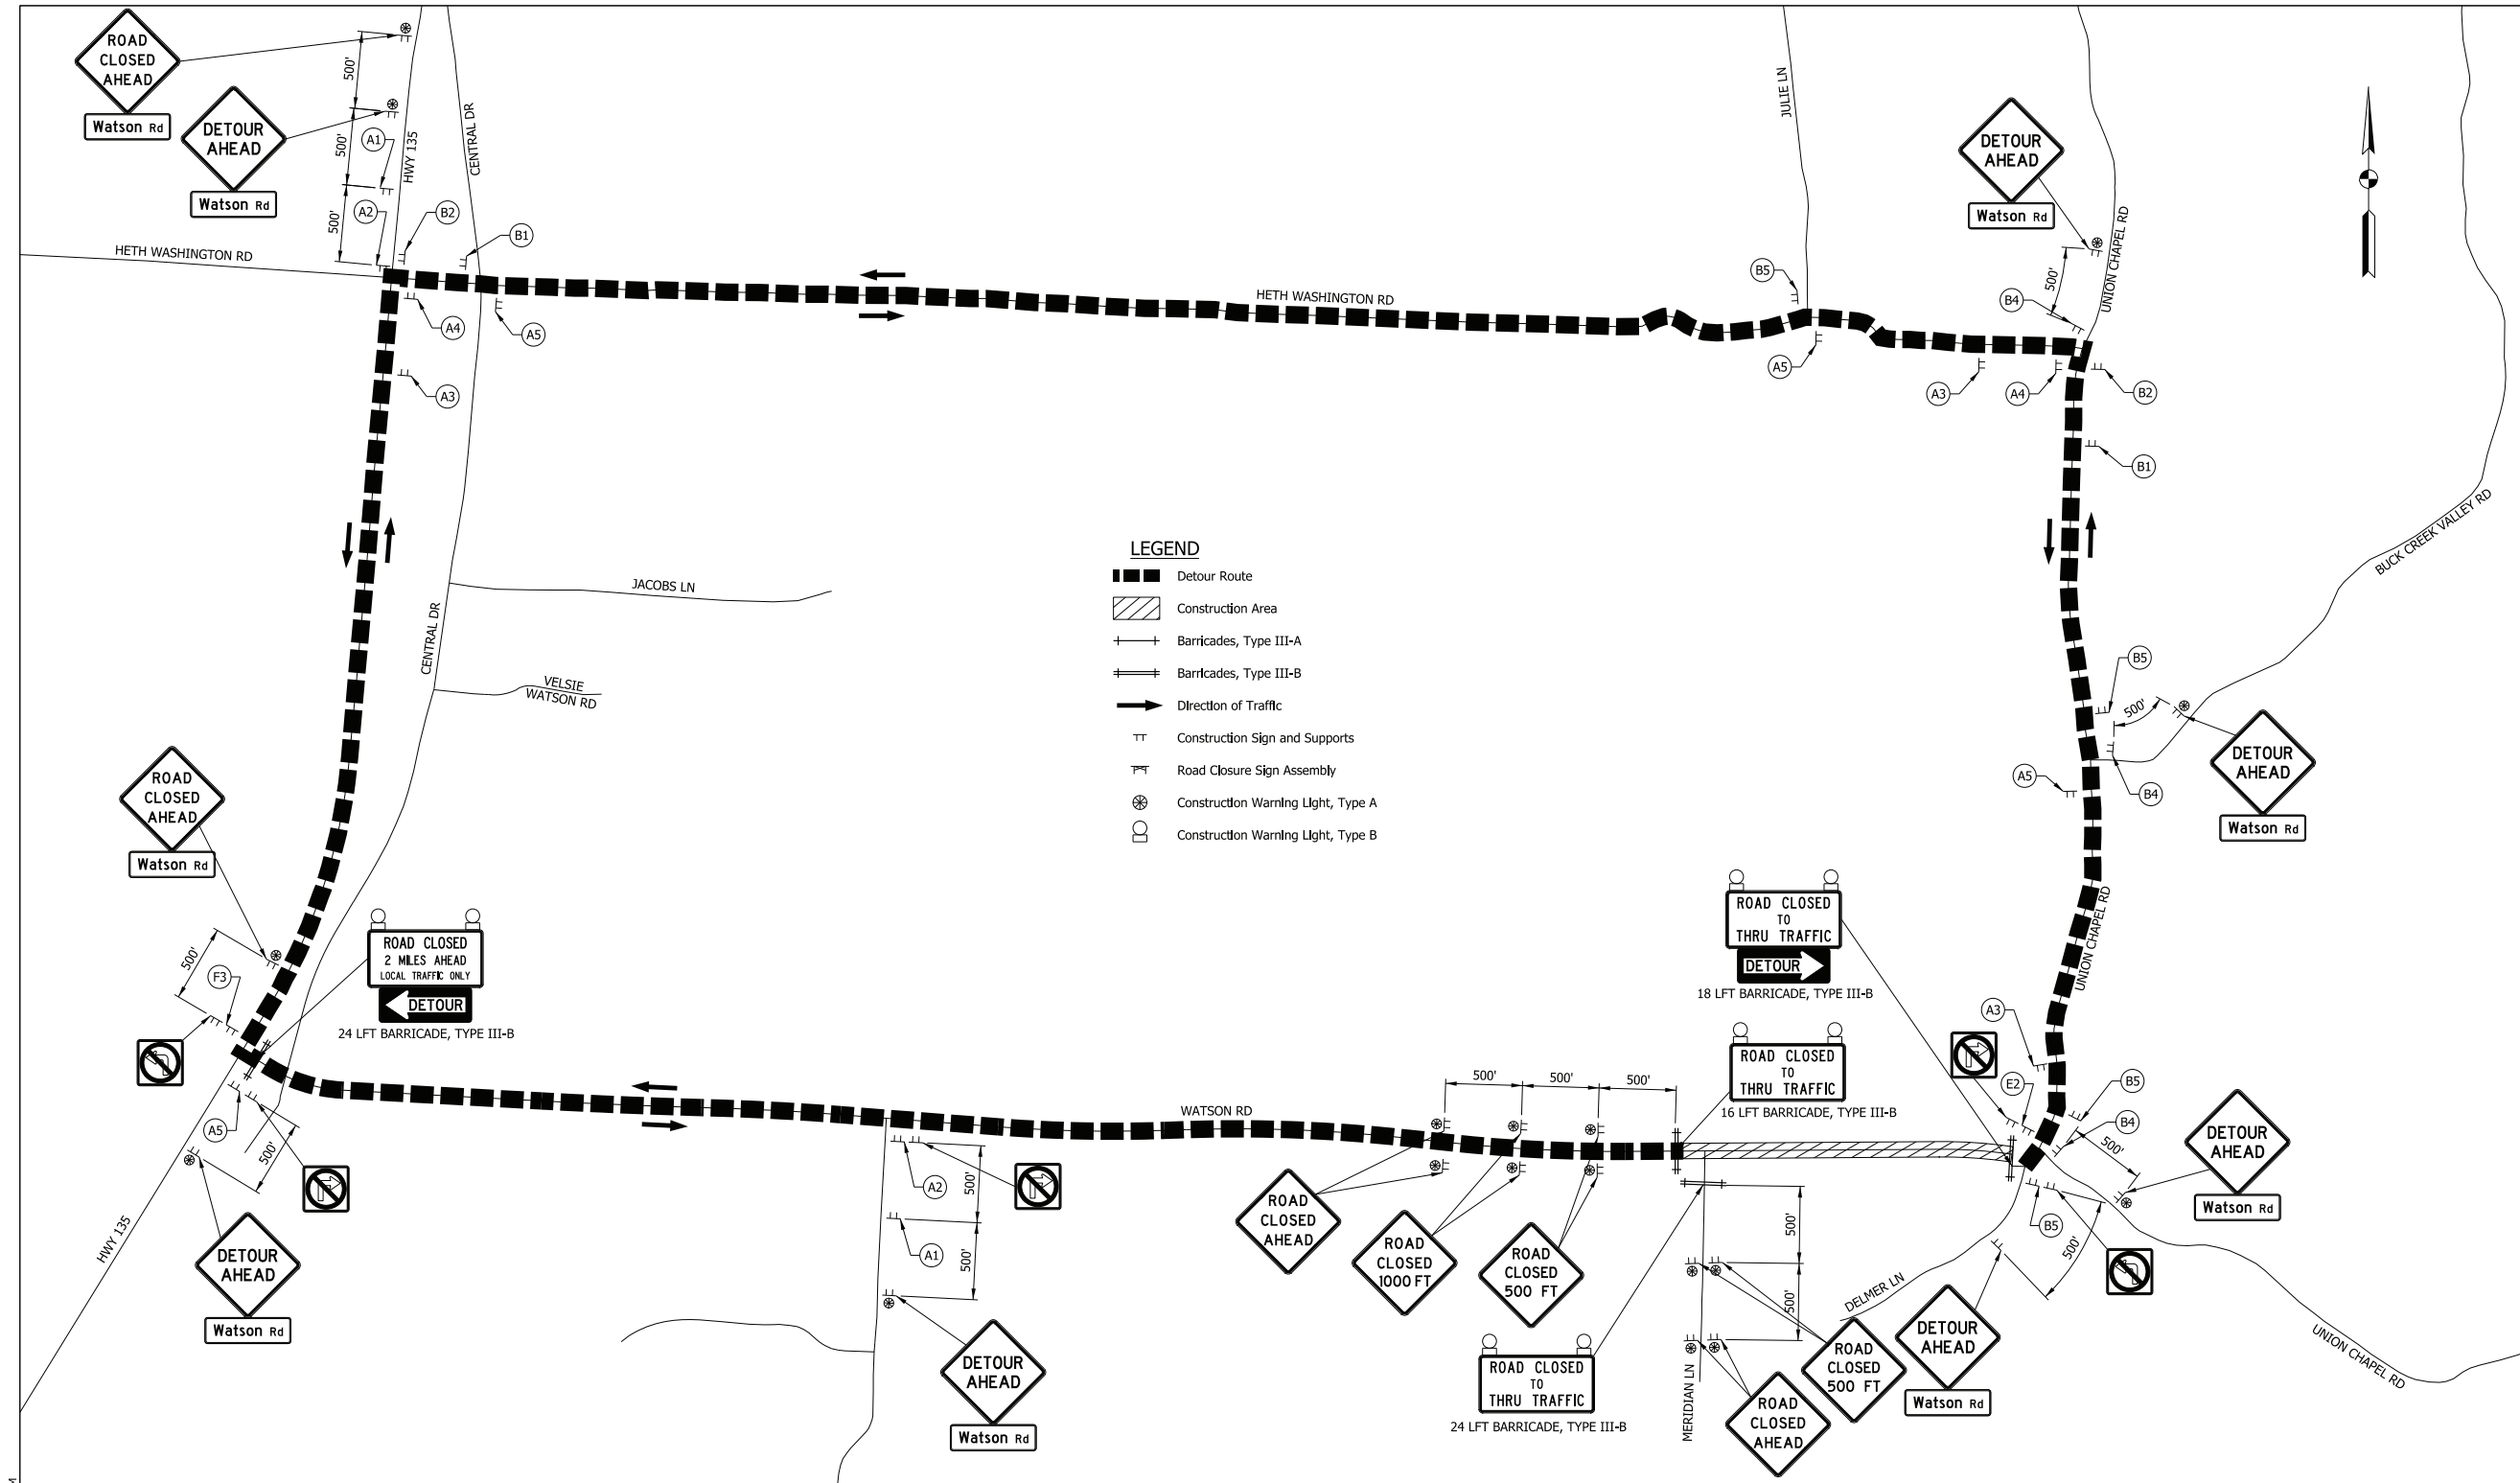 ROAD
CLOSED
AHEAD
Watson Rd
DETOUR
AHEAD
Watson Rd
500'
500'
500'
A1
A2
HWY 135
CENTRAL DR
B2
B1
HETH WASHINGTON RD
A4
A5
A3
HETH WASHINGTON RD
JULIE LN
B5
A5
DETOUR
AHEAD
Watson Rd
500'
UNION CHAPEL RD
B4
A3
A4
B2
B1
BUCK CREEK VALLEY RD
JACOBS LN
CENTRAL DR
VELSIE
WATSON RD
LEGEND
Detour Route
Construction Area
Barricades, Type III-A
Barricades, Type III-B
Direction of Traffic
Construction Sign and Supports
Road Closure Sign Assembly
Construction Warning Light, Type A
Construction Warning Light, Type B
B5
500'
A5
B4
DETOUR
AHEAD
Watson Rd
UNION CHAPEL RD
ROAD
CLOSED
AHEAD
Watson Rd
500'
F3
ROAD CLOSED
2 MILES AHEAD
LOCAL TRAFFIC ONLY
DETOUR
24 LFT BARRICADE, TYPE III-B
A5
500'
HWY 135
DETOUR
AHEAD
Watson Rd
A2
A1
500'
500'
DETOUR
AHEAD
Watson Rd
WATSON RD
500'
500'
500'
ROAD
CLOSED
AHEAD
ROAD
CLOSED
1000 FT
ROAD
CLOSED
500 FT
ROAD CLOSED
TO
THRU TRAFFIC
DETOUR
18 LFT BARRICADE, TYPE III-B
ROAD CLOSED
TO
THRU TRAFFIC
16 LFT BARRICADE, TYPE III-B
ROAD CLOSED
TO
THRU TRAFFIC
24 LFT BARRICADE, TYPE III-B
MERIDIAN LN
500'
500'
ROAD
CLOSED
AHEAD
ROAD
CLOSED
500 FT
DELMER LN
DETOUR
AHEAD
Watson Rd
A3
E2
B5
B4
500'
B5
500'
DETOUR
AHEAD
Watson Rd
UNION CHAPEL RD